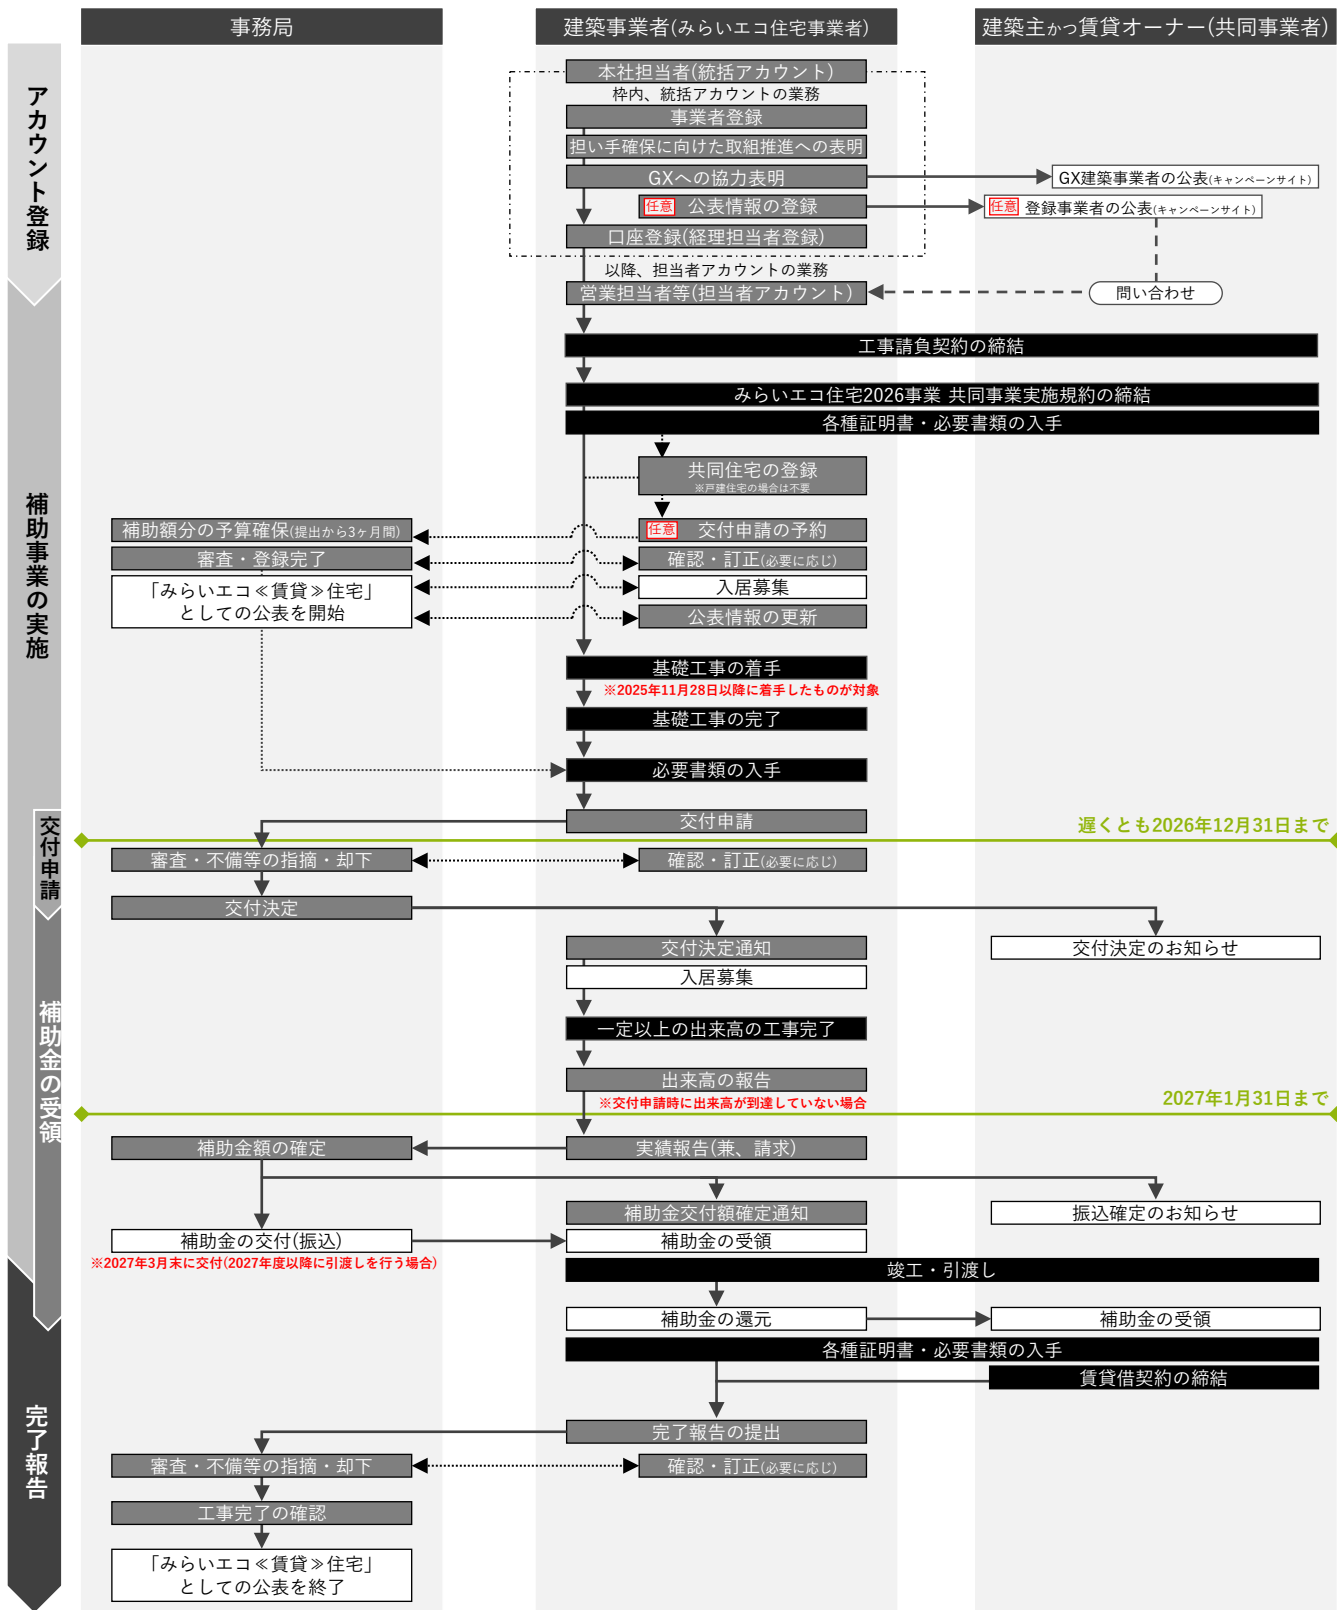 事務局
建築事業者(みらいエコ住宅事業者)
建築主かつ賃貸オーナー(共同事業者)
アカウント登録
本社担当者(統括アカウント)
枠内、統括アカウントの業務
事業者登録
担い手確保に向けた取組推進への表明
GXへの協力表明
GX建築事業者の公表(キャンペーンサイト)
任意 公表情報の登録
任意 登録事業者の公表(キャンペーンサイト)
口座登録(経理担当者登録)
以降、担当者アカウントの業務
営業担当者等(担当者アカウント)
問い合わせ
補助事業の実施
工事請負契約の締結
みらいエコ住宅2026事業 共同事業実施規約の締結
各種証明書・必要書類の入手
共同住宅の登録
※戸建住宅の場合は不要
補助額分の予算確保(提出から3ヶ月間)
任意 交付申請の予約
審査・登録完了
確認・訂正(必要に応じ)
「みらいエコ≪賃貸≫住宅」
としての公表を開始
入居募集
公表情報の更新
基礎工事の着手
※2025年11月28日以降に着手したものが対象
基礎工事の完了
必要書類の入手
交付申請
交付申請
遅くとも2026年12月31日まで
審査・不備等の指摘・却下
確認・訂正(必要に応じ)
交付決定
補助金の受領
交付決定通知
交付決定のお知らせ
入居募集
一定以上の出来高の工事完了
出来高の報告
※交付申請時に出来高が到達していない場合
2027年1月31日まで
補助金額の確定
実績報告(兼、請求)
補助金交付額確定通知
振込確定のお知らせ
補助金の交付(振込)
補助金の受領
※2027年3月末に交付(2027年度以降に引渡しを行う場合)
竣工・引渡し
補助金の還元
補助金の受領
各種証明書・必要書類の入手
賃貸借契約の締結
完了報告
完了報告の提出
審査・不備等の指摘・却下
確認・訂正(必要に応じ)
工事完了の確認
「みらいエコ≪賃貸≫住宅」
としての公表を終了